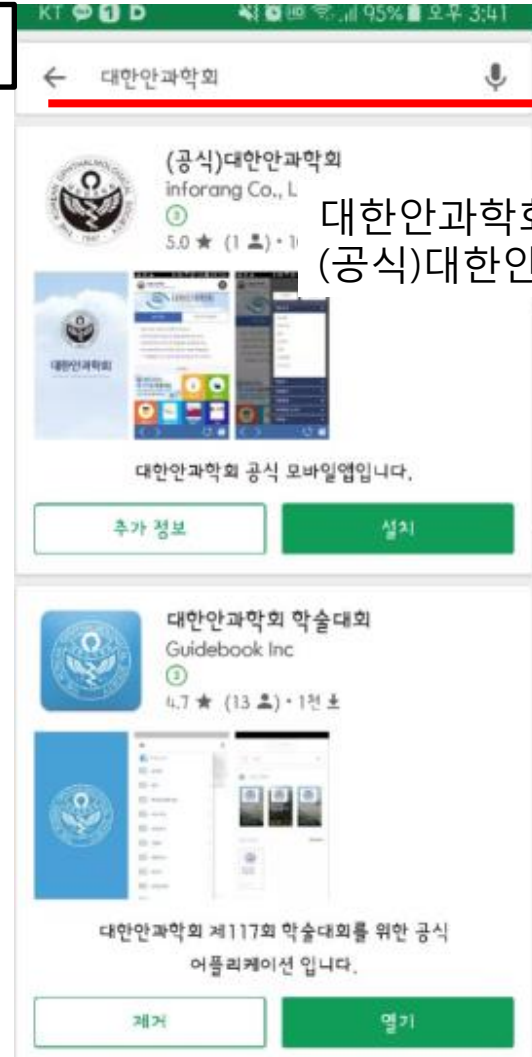 KT D 95% 오후 3:41
대한안과학회
(공식)대한안과학회
inforang Co., L
3
5.0 ★ (1) • 1
대한안과학회
(공식)대한안
대한안과학회
대한안과학회 공식 모바일앱입니다.
추가 정보
설치
대한안과학회 학술대회
Guidebook Inc
3
4.7 ★ (13) • 1천
대한안과학회 제117회 학술대회를 위한 공식
어플리케이션 입니다.
제거
열기